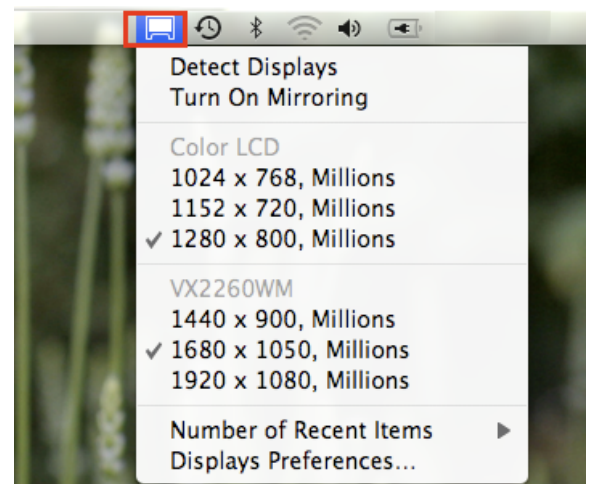 Detect Displays
Turn On Mirroring
Color LCD
1024 x 768, Millions
1152 x 720, Millions
1280 x 800, Millions
VX2260WM
1440 x 900, Millions
1680 x 1050, Millions
1920 x 1080, Millions
Number of Recent Items
Displays Preferences...